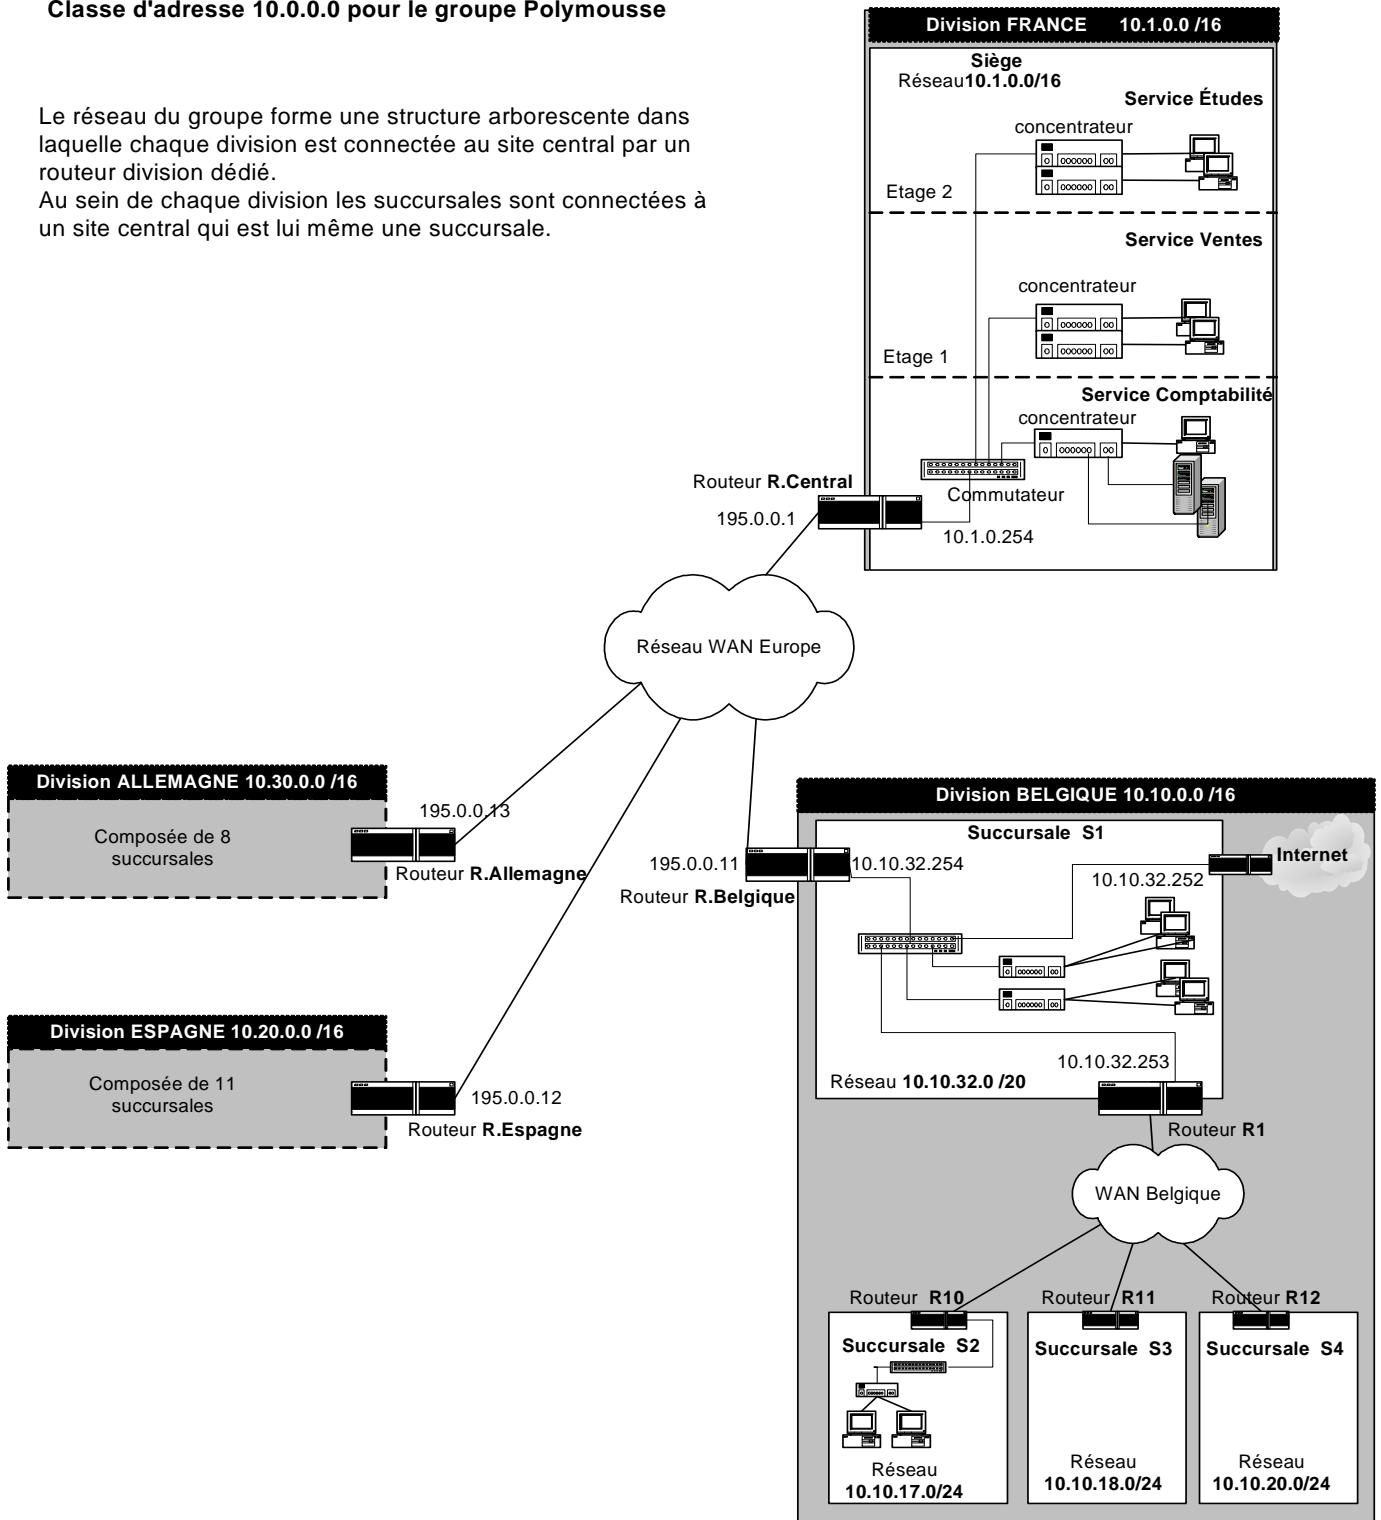 Classe d'adresse 10.0.0.0 pour le groupe Polymousse
Le réseau du groupe forme une structure arborescente dans
laquelle chaque division est connectée au site central par un
routeur division dédié.
Au sein de chaque division les succursales sont connectées à
un site central qui est lui même une succursale.
Division FRANCE 10.1.0.0 /16
Siège
Réseau10.1.0.0/16
Service Études
concentrateur
Etage 2
Service Ventes
concentrateur
Etage 1
Service Comptabilité
concentrateur
Commutateur
Routeur R.Central
195.0.0.1
10.1.0.254
Réseau WAN Europe
Division ALLEMAGNE 10.30.0.0 /16
Composée de 8
succursales
195.0.0.13
Routeur R.Allemagne
Division ESPAGNE 10.20.0.0 /16
Composée de 11
succursales
195.0.0.12
Routeur R.Espagne
Division BELGIQUE 10.10.0.0 /16
Succursale S1
195.0.0.11
10.10.32.254
Routeur R.Belgique
Internet
10.10.32.252
10.10.32.253
Réseau 10.10.32.0 /20
Routeur R1
WAN Belgique
Routeur R10
Succursale S2
Réseau
10.10.17.0/24
Routeur R11
Succursale S3
Réseau
10.10.18.0/24
Routeur R12
Succursale S4
Réseau
10.10.20.0/24